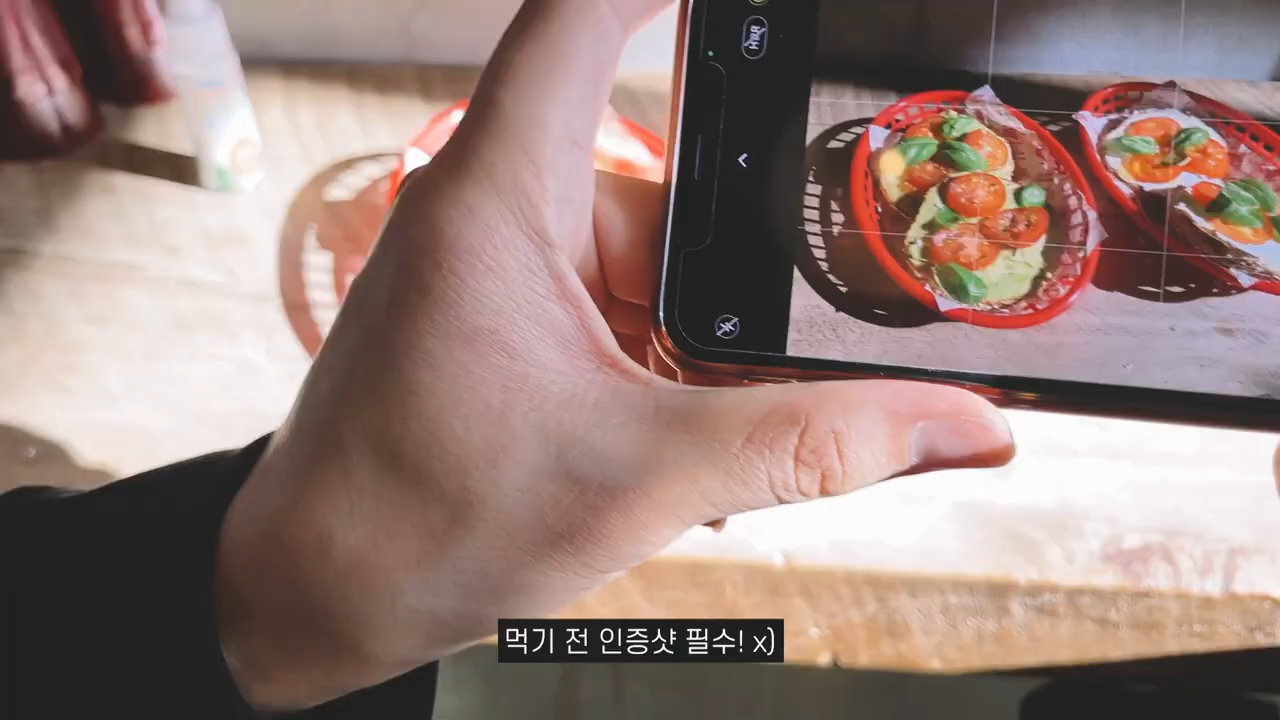 먹기 전 인증샷 필수! x)